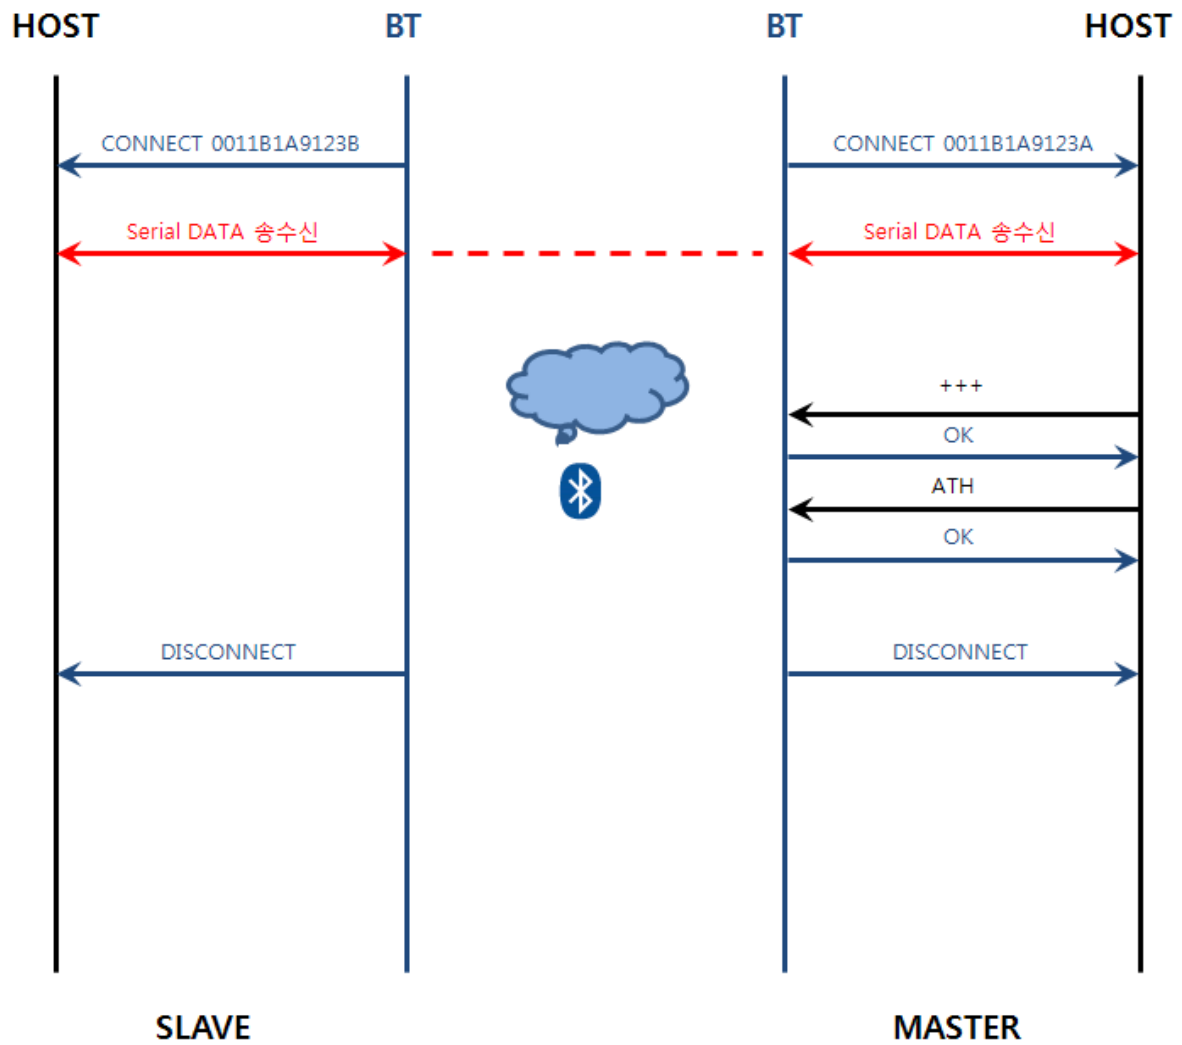 HOST BT BT HOST
CONNECT 0011B1A9123B CONNECT 0011B1A9123A
Serial DATA 송수신 Serial DATA 송수신
+++
OK
ATH
OK
DISCONNECT DISCONNECT
SLAVE MASTER